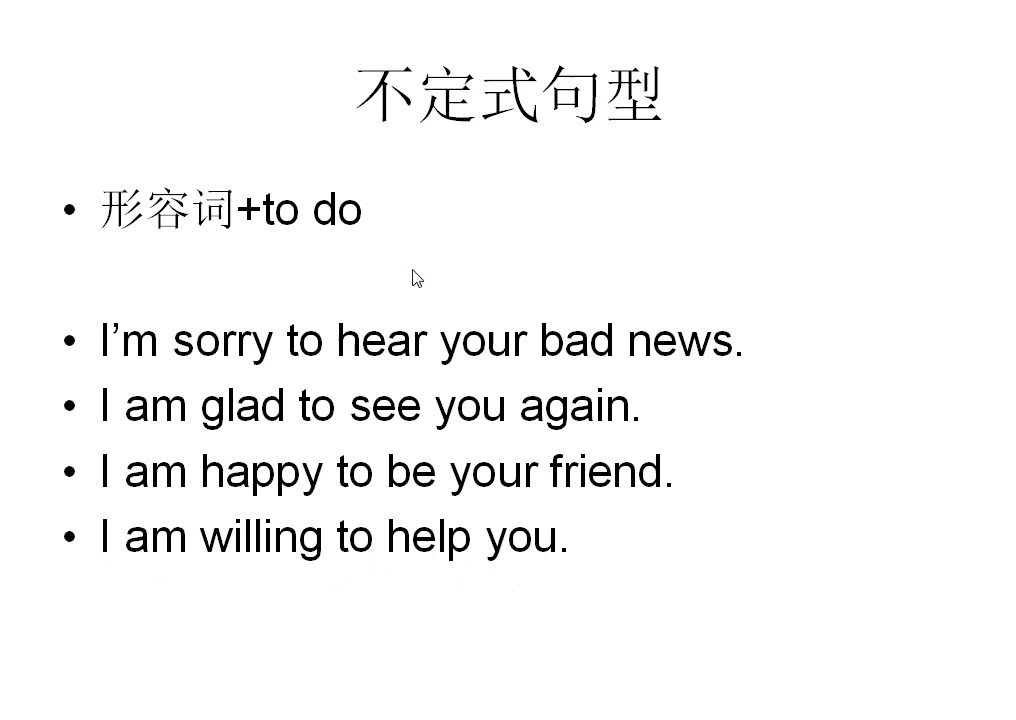 不定式句型
• 形容词+to do
• I’m sorry to hear your bad news.
• I am glad to see you again.
• I am happy to be your friend.
• I am willing to help you.